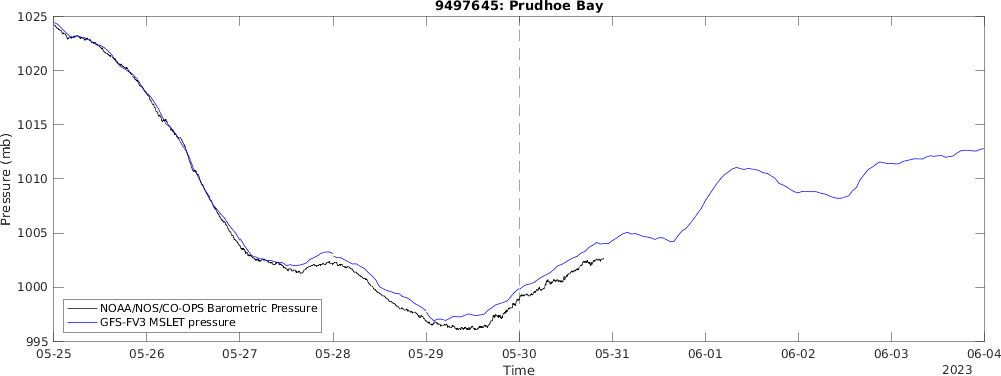 9497645: Prudhoe Bay
1025
1020
1015
1010
1005
1000
995
Pressure (mb)
NOAA/NOS/CO-OPS Barometric Pressure
GFS-FV3 MSLET pressure
05-25 05-26 05-27 05-28 05-29 05-30 05-31 06-01 06-02 06-03 06-04
Time
2023